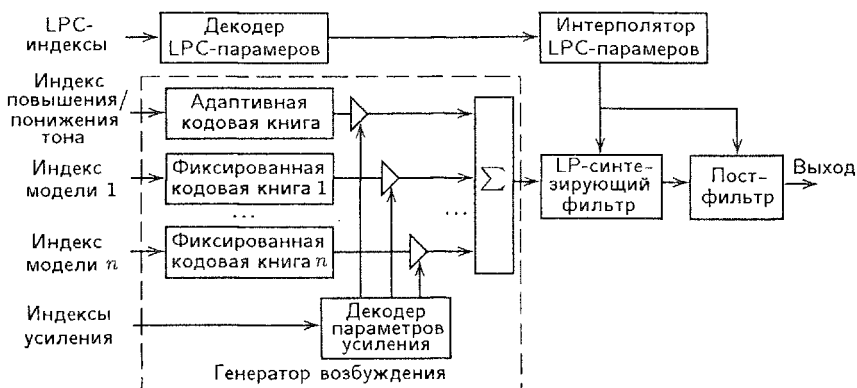 LPC-
индексы
Декодер
LPC-парамеров
Интерполятор
LPC-парамеров
Индекс
повышения/
понижения
тона
Адаптивная
кодовая книга
Индекс
модели 1
Фиксированная
кодовая книга 1
...
...
Индекс
модели n
Фиксированная
кодовая книга n
Σ
LP-синте-
зирующий
фильтр
Пост-
фильтр
Выход
Индексы
усиления
Декодер
параметров
усиления
Генератор возбуждения